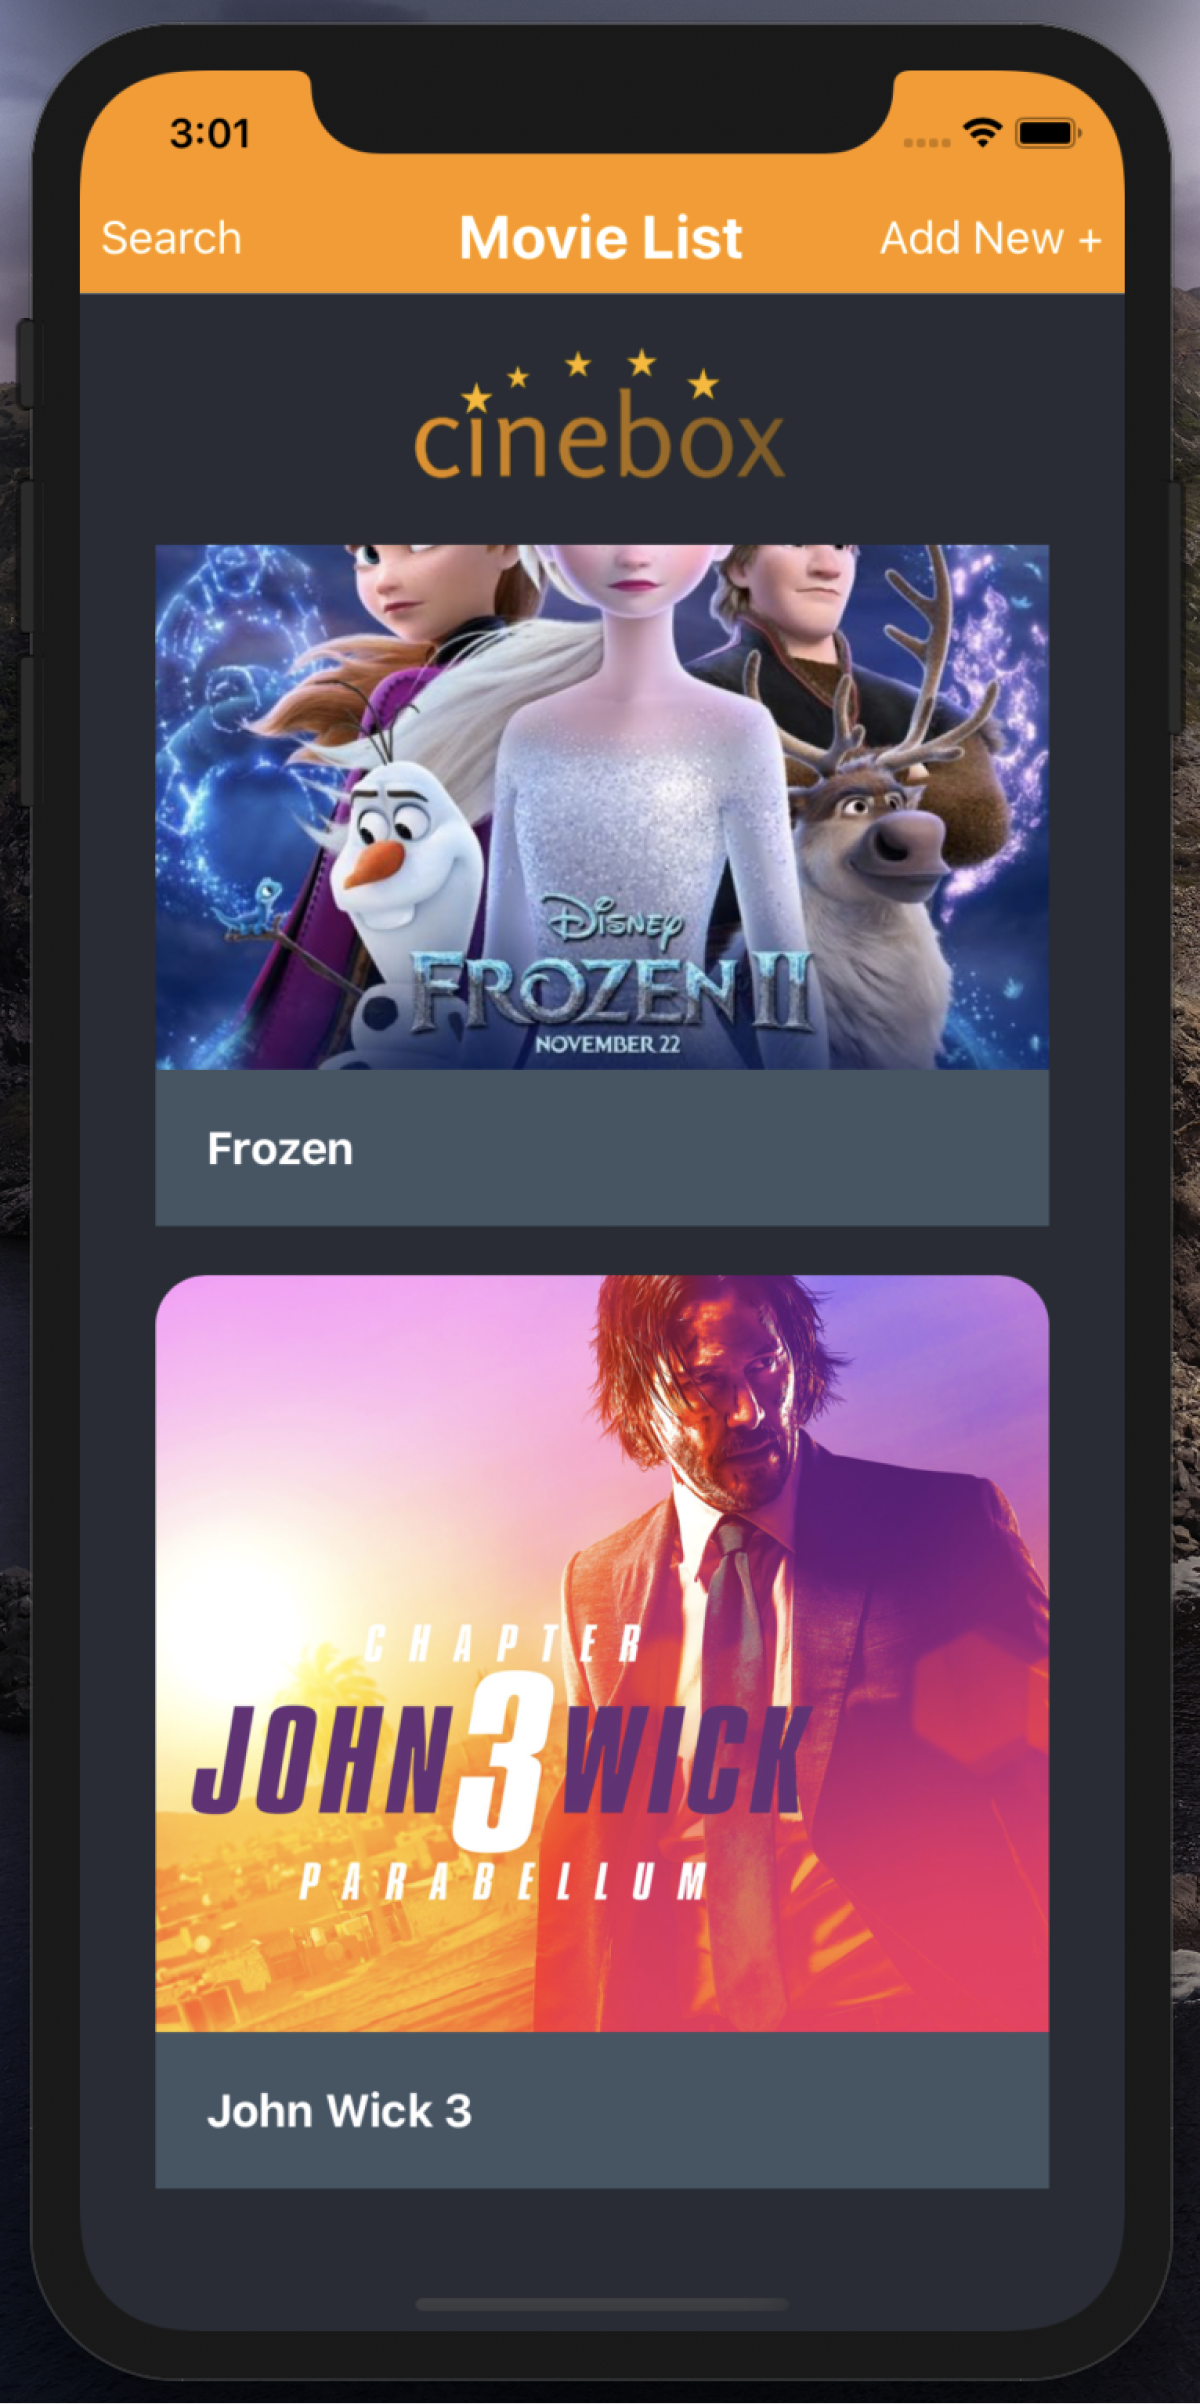 3:01
Search Movie List Add New +
cinebox
Disney
FROZEN II
NOVEMBER 22
Frozen
CHAPTER
JOHN 3 WICK
PARABELLUM
John Wick 3